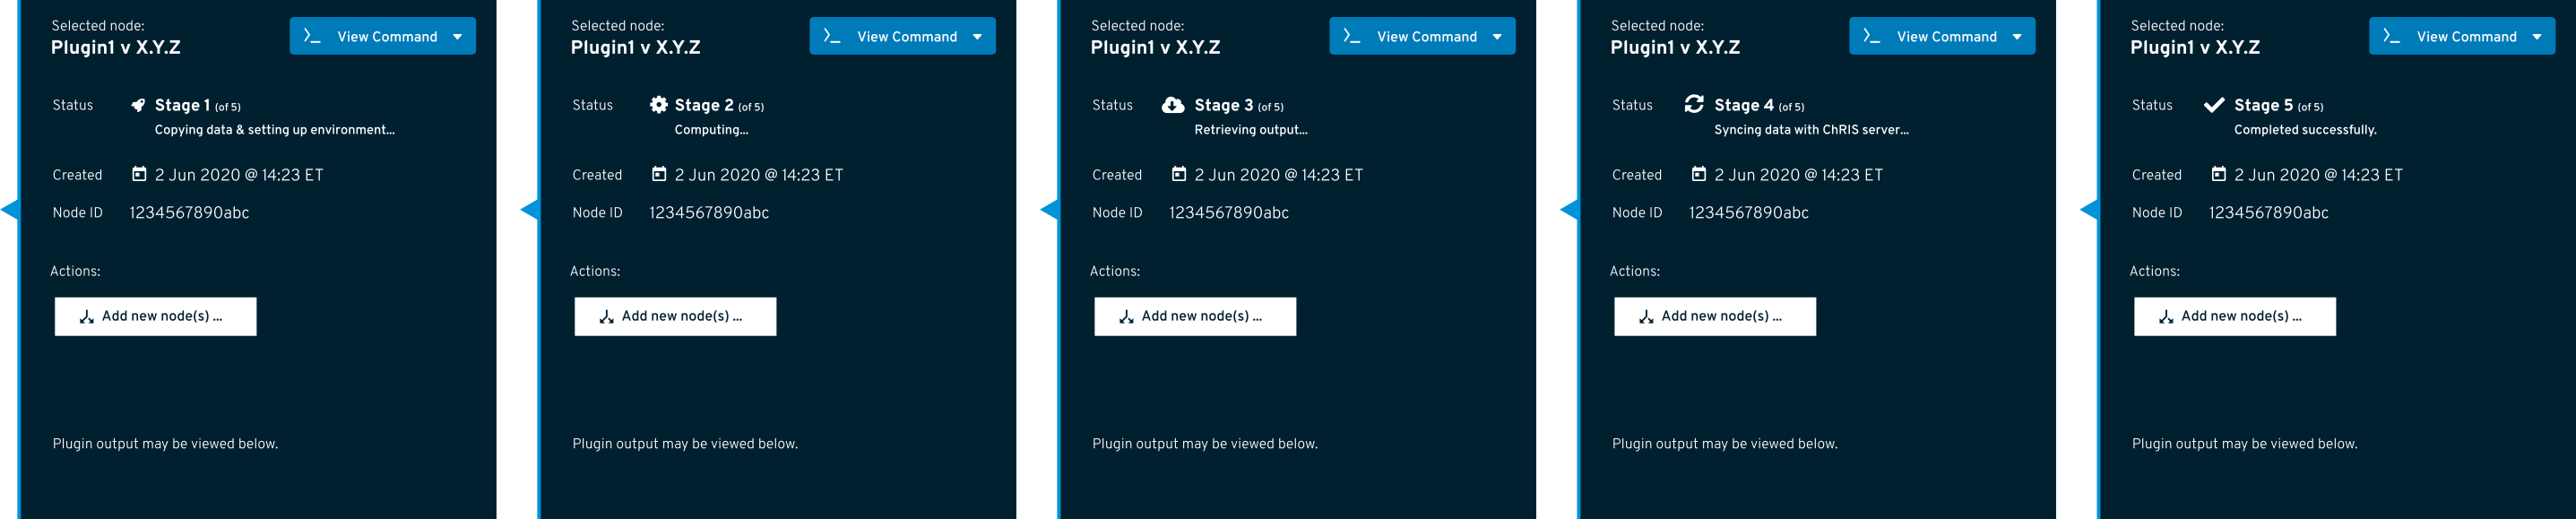 Selected node:
Plugin1 v X.Y.Z
View Command
Status
Stage 1 (of 5)
Copying data & setting up environment...
Created
2 Jun 2020 @ 14:23 ET
Node ID
1234567890abc
Actions:
Add new node(s) ...
Plugin output may be viewed below.
Selected node:
Plugin1 v X.Y.Z
View Command
Status
Stage 2 (of 5)
Computing...
Created
2 Jun 2020 @ 14:23 ET
Node ID
1234567890abc
Actions:
Add new node(s) ...
Plugin output may be viewed below.
Selected node:
Plugin1 v X.Y.Z
View Command
Status
Stage 3 (of 5)
Retrieving output...
Created
2 Jun 2020 @ 14:23 ET
Node ID
1234567890abc
Actions:
Add new node(s) ...
Plugin output may be viewed below.
Selected node:
Plugin1 v X.Y.Z
View Command
Status
Stage 4 (of 5)
Syncing data with ChRIS server...
Created
2 Jun 2020 @ 14:23 ET
Node ID
1234567890abc
Actions:
Add new node(s) ...
Plugin output may be viewed below.
Selected node:
Plugin1 v X.Y.Z
View Command
Status
Stage 5 (of 5)
Completed successfully.
Created
2 Jun 2020 @ 14:23 ET
Node ID
1234567890abc
Actions:
Add new node(s) ...
Plugin output may be viewed below.